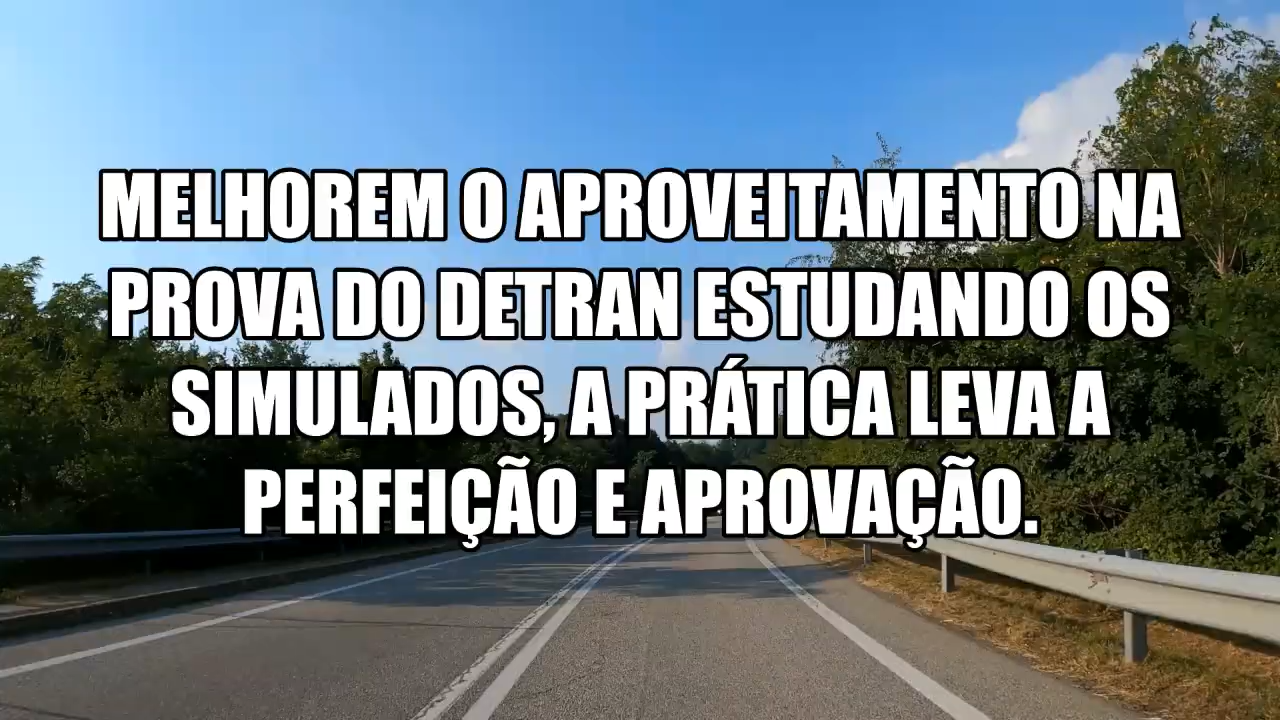 MELHOREM O APROVEITAMENTO NA
PROVA DO DETRAN ESTUDANDO OS
SIMULADOS, A PRÁTICA LEVA A
PERFEIÇÃO E APROVAÇÃO.